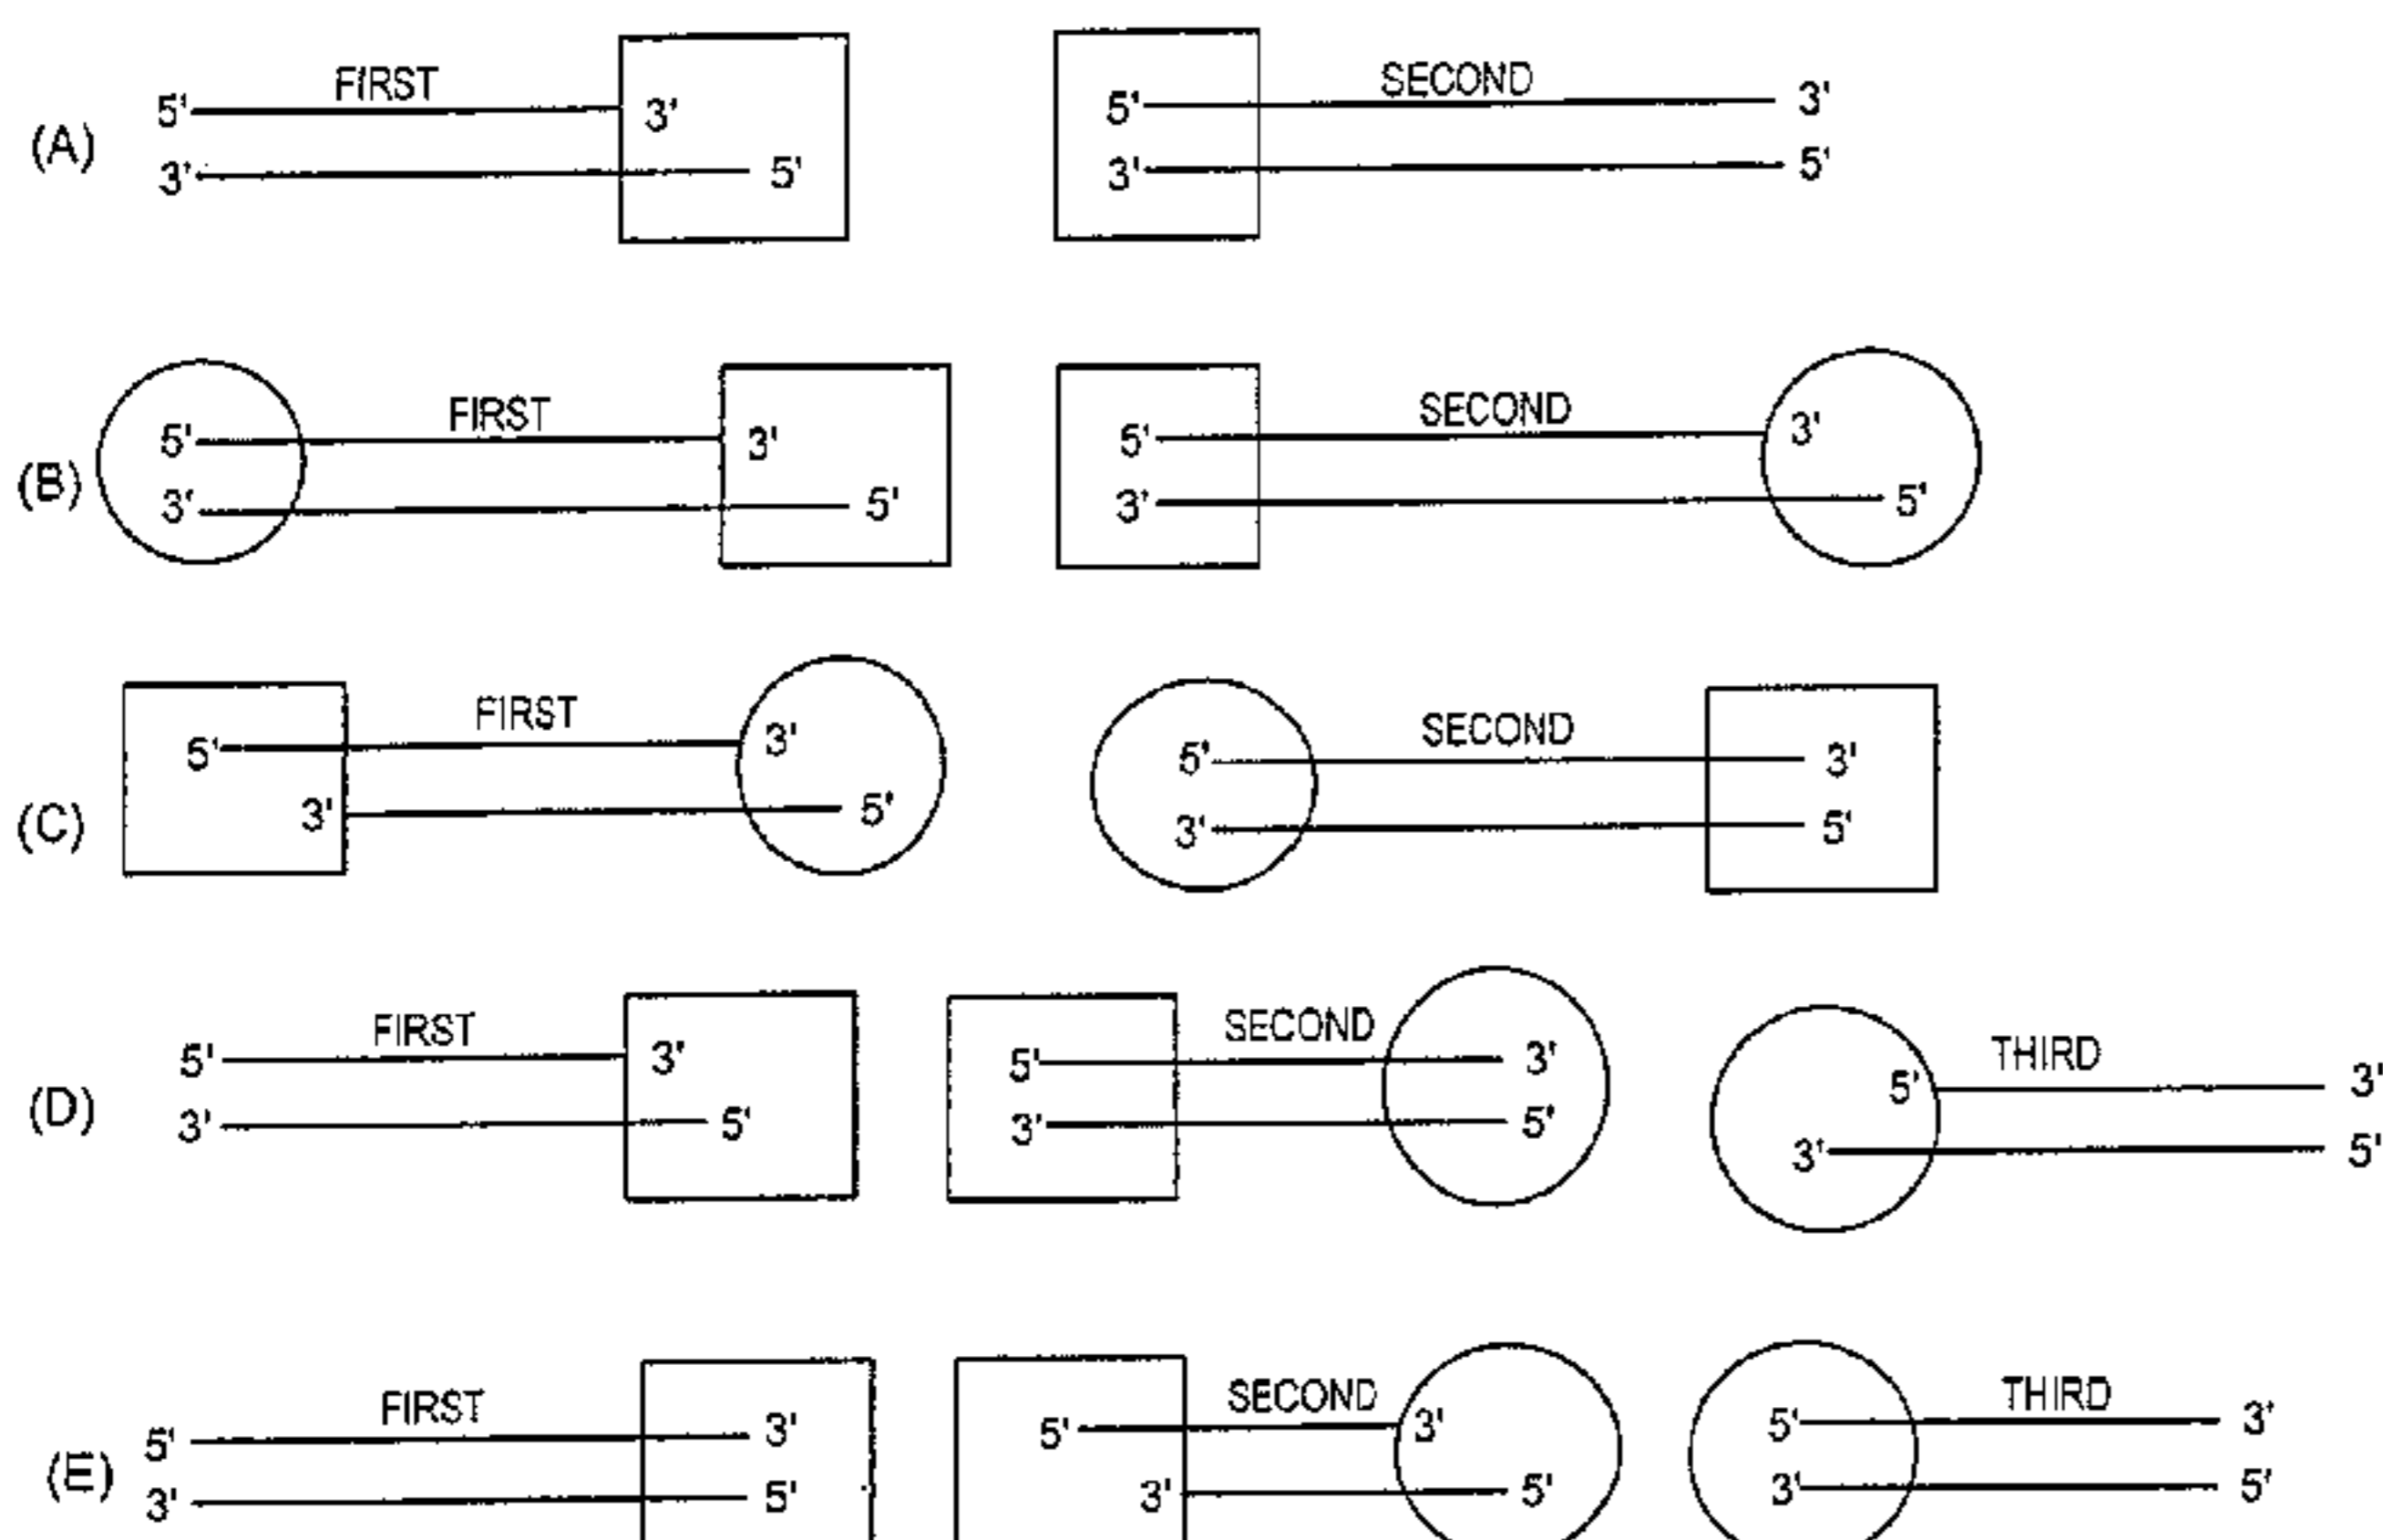 FIRST SECOND
5' 3' 5' 3'
(A)
3' 5' 3' 5'
FIRST SECOND
5' 3' 5' 3'
(B)
3' 5' 3' 5'
FIRST SECOND
5' 3' 5' 3'
(C)
3' 5' 3' 5'
FIRST SECOND THIRD
5' 3' 5' 3' 5' 3'
(D)
3' 5' 3' 5' 3' 5'
FIRST SECOND THIRD
5' 3' 5' 3' 5' 3'
(E)
3' 5' 3' 5' 3' 5'